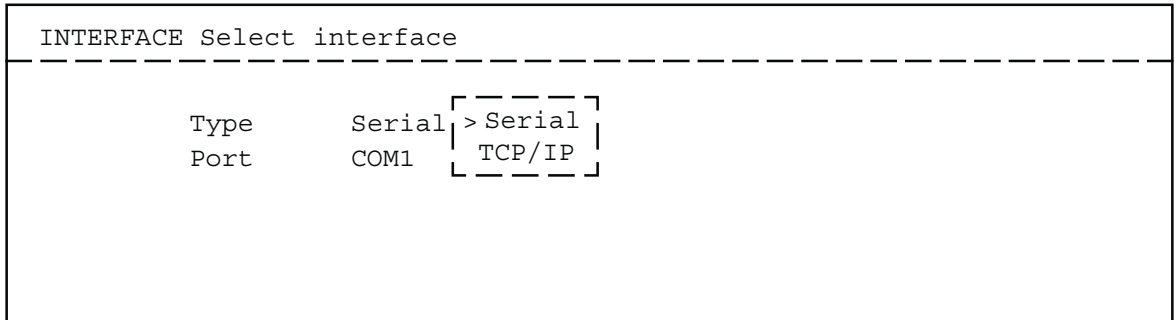 INTERFACE Select interface
Type Serial > Serial
Port COM1 TCP/IP